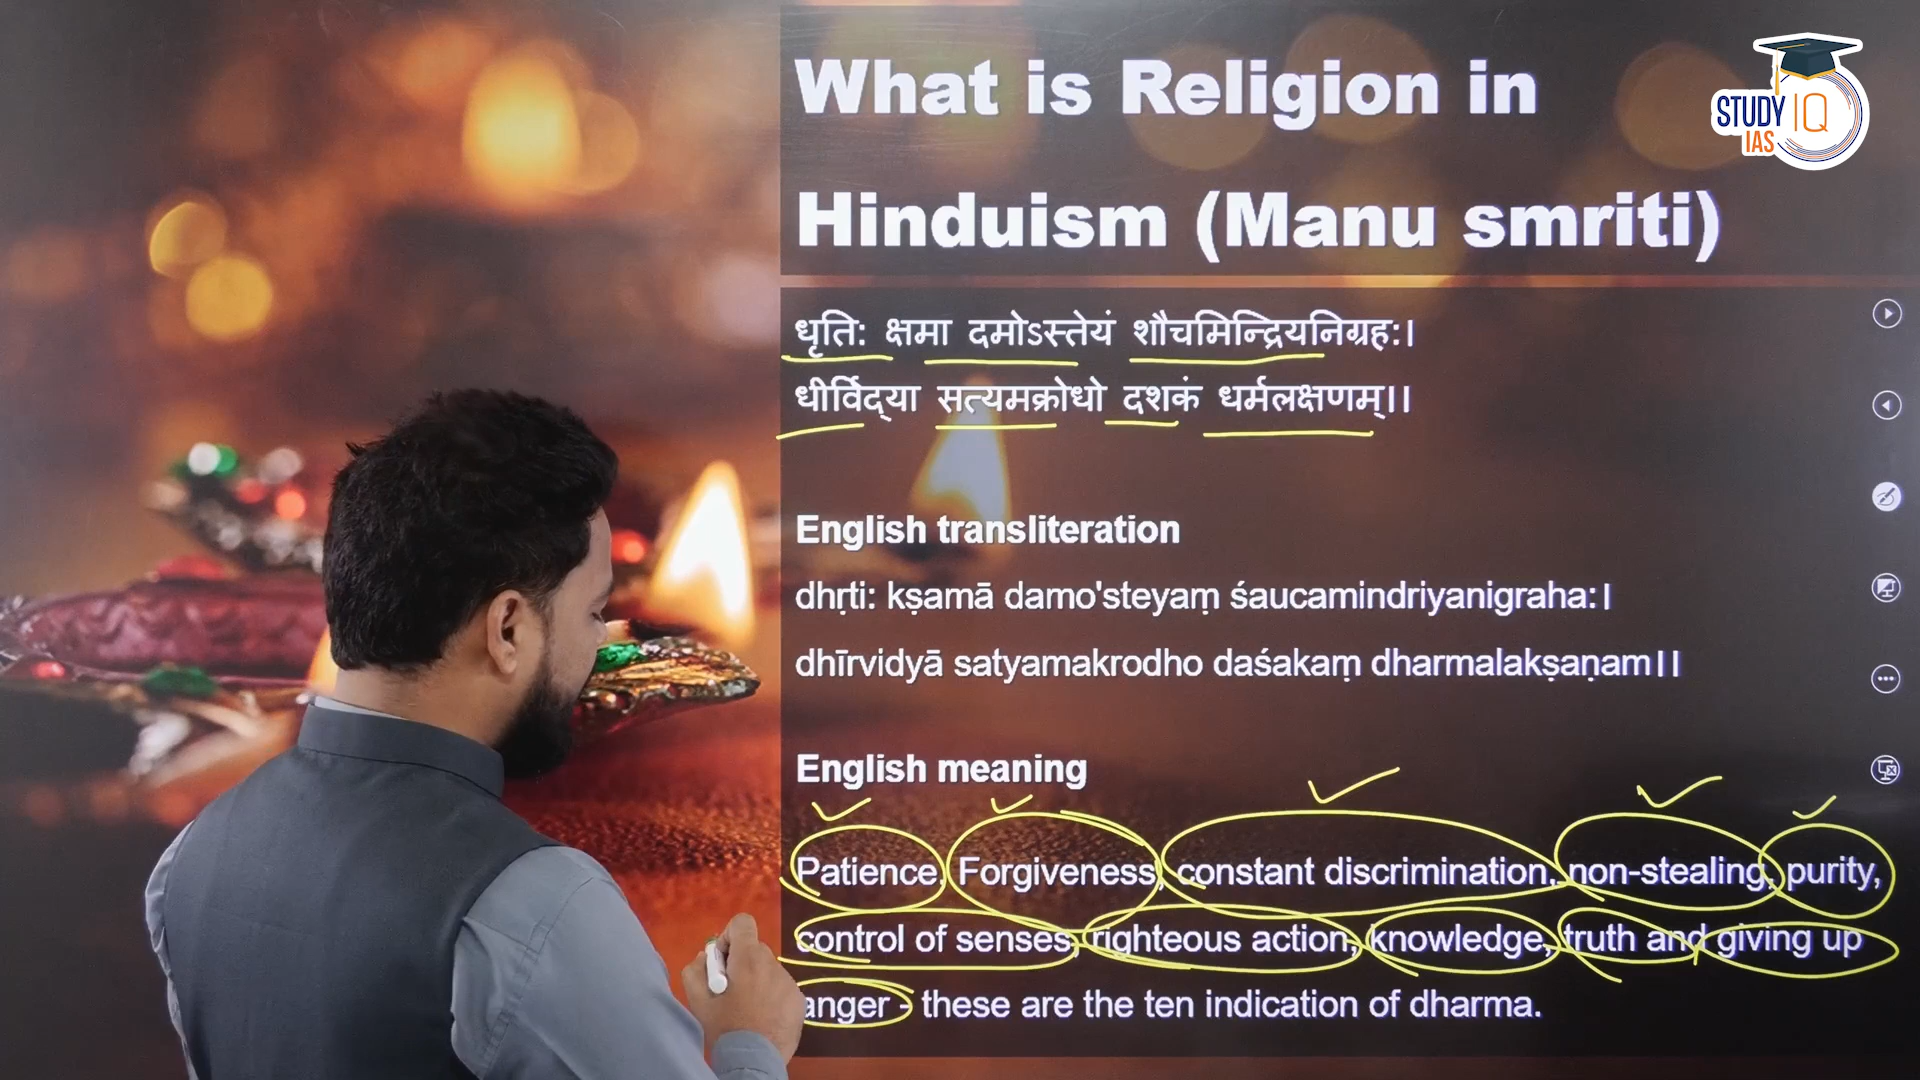 What is Religion in
Hinduism (Manu smriti)
STUDY IQ
IAS
धृति: क्षमा दमोऽस्तेयं शौचमिन्द्रियनिग्रह:।
धीर्विद्या सत्यमक्रोधो दशकं धर्मलक्षणम्।।
English transliteration
dhṛti: kṣamā damo'steyaṃ śaucamindriyanigraha:।
dhīrvidyā satyamakrodho daśakaṃ dharmalakṣaṇam।।
English meaning
Patience, Forgiveness, constant discrimination, non-stealing, purity,
control of senses, righteous action, knowledge, truth and giving up
anger - these are the ten indication of dharma.